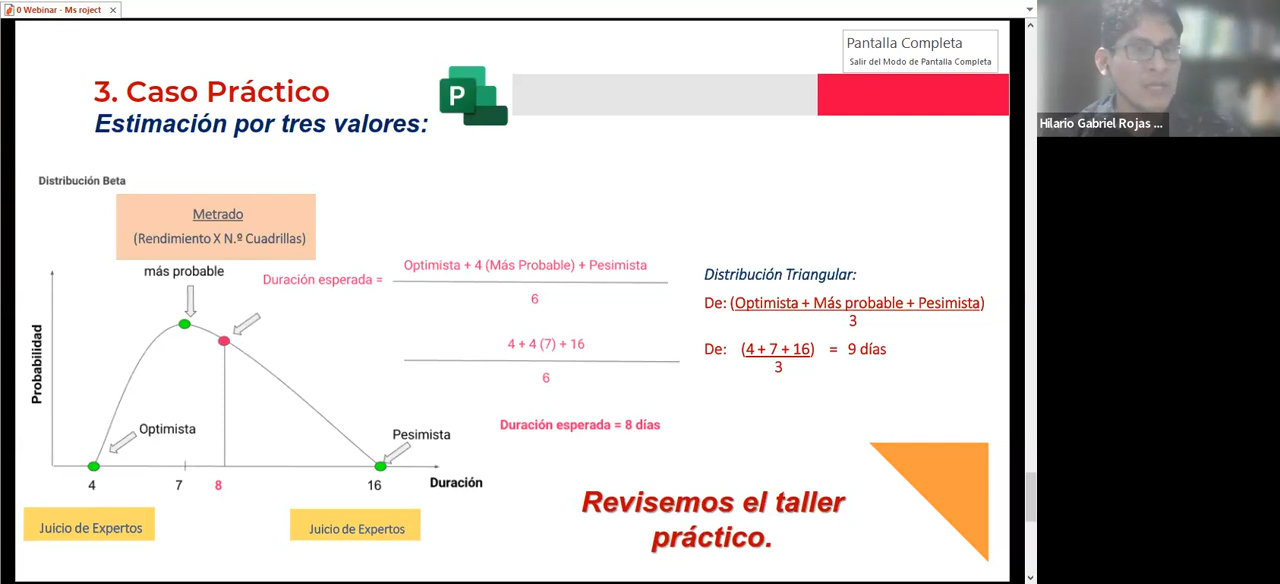 0 Webinar - Ms roject
Pantalla Completa
Salir del Modo de Pantalla Completa
3. Caso Práctico
P
Estimación por tres valores:
Hilario Gabriel Rojas ...
Distribución Beta
Metrado
(Rendimiento X N.º Cuadrillas)
más probable
Duración esperada =
Optimista + 4 (Más Probable) + Pesimista
6
4 + 4 (7) + 16
6
Duración esperada = 8 días
Distribución Triangular:
De: (Optimista + Más probable + Pesimista)
3
De: (4 + 7 + 16) = 9 días
3
Probabilidad
Optimista
Pesimista
4 7 8 16
Duración
Juicio de Expertos
Juicio de Expertos
Revisemos el taller
práctico.